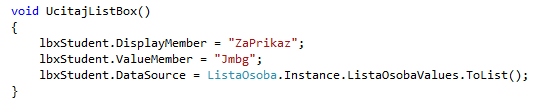 void UcitajListBox()
{
lbxStudent.DisplayMember = "ZaPrikaz";
lbxStudent.ValueMember = "Jmbg";
lbxStudent.DataSource = ListaOsoba.Instance.ListaOsobaValues.ToList();
}